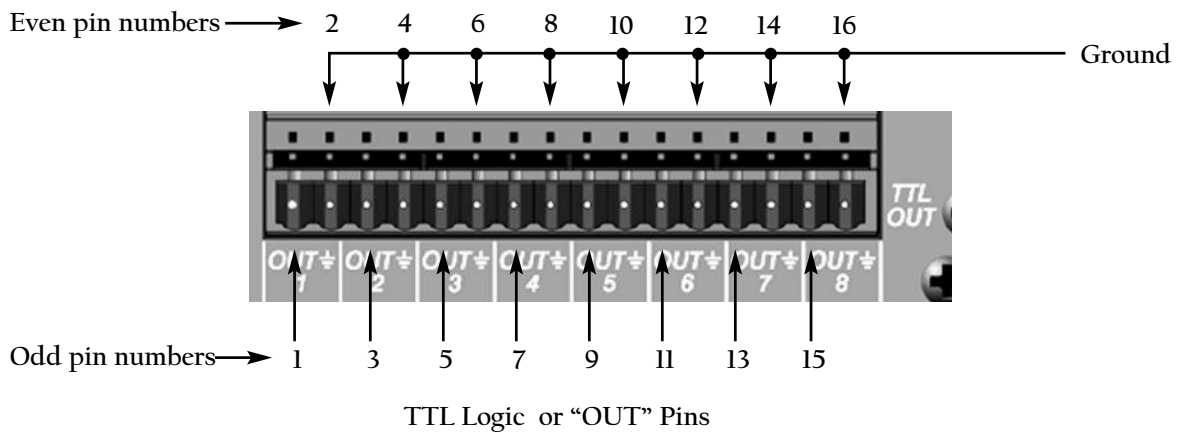 Even pin numbers 2 4 6 8 10 12 14 16
Ground
TTL
OUT
OUT⏚ OUT⏚ OUT⏚ OUT⏚ OUT⏚ OUT⏚ OUT⏚ OUT⏚
1 2 3 4 5 6 7 8
Odd pin numbers 1 3 5 7 9 11 13 15
TTL Logic or “OUT” Pins